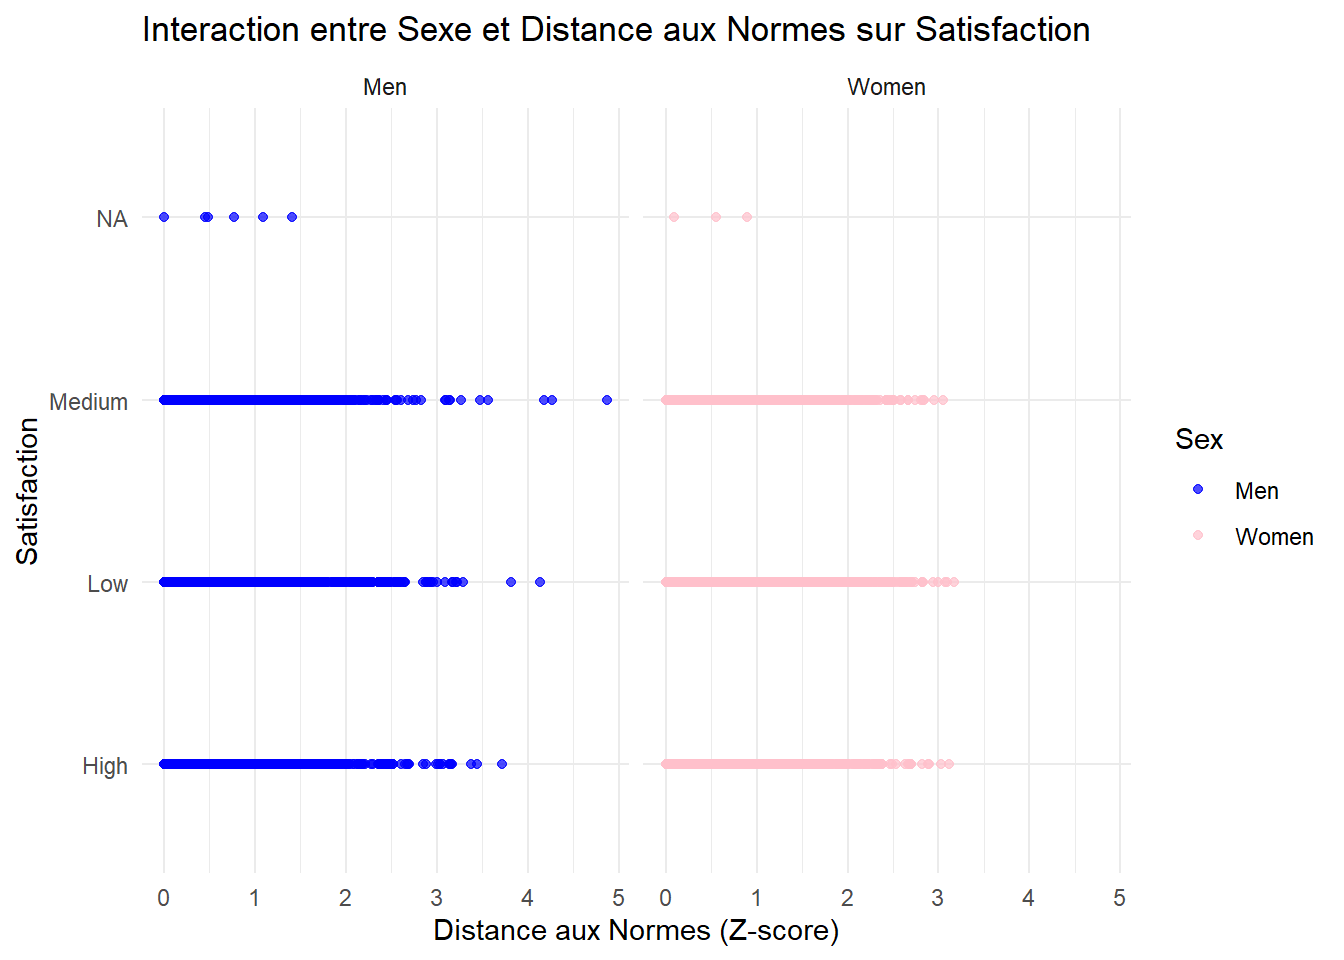 Interaction entre Sexe et Distance aux Normes sur Satisfaction
Men
Women
NA
Medium
Low
High
Satisfaction
0 1 2 3 4 5
0 1 2 3 4 5
Distance aux Normes (Z-score)
Sex
Men
Women